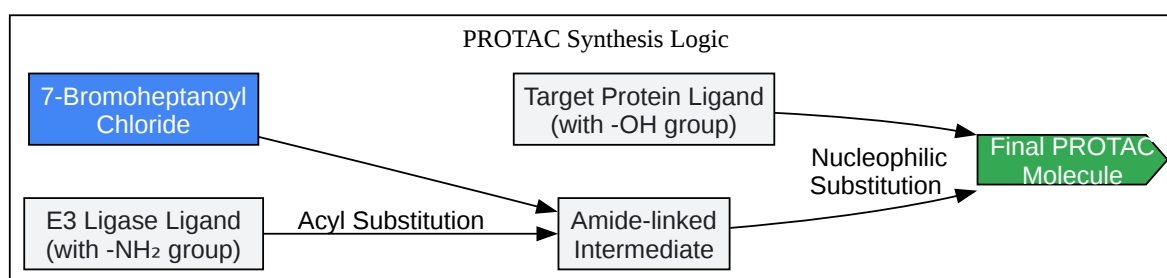 PROTAC Synthesis Logic
7-Bromoheptanoyl
Chloride
Target Protein Ligand
(with -OH group)
Final PROTAC
Molecule
Nucleophilic
Substitution
E3 Ligase Ligand
(with -NH₂ group)
Acyl Substitution
Amide-linked
Intermediate